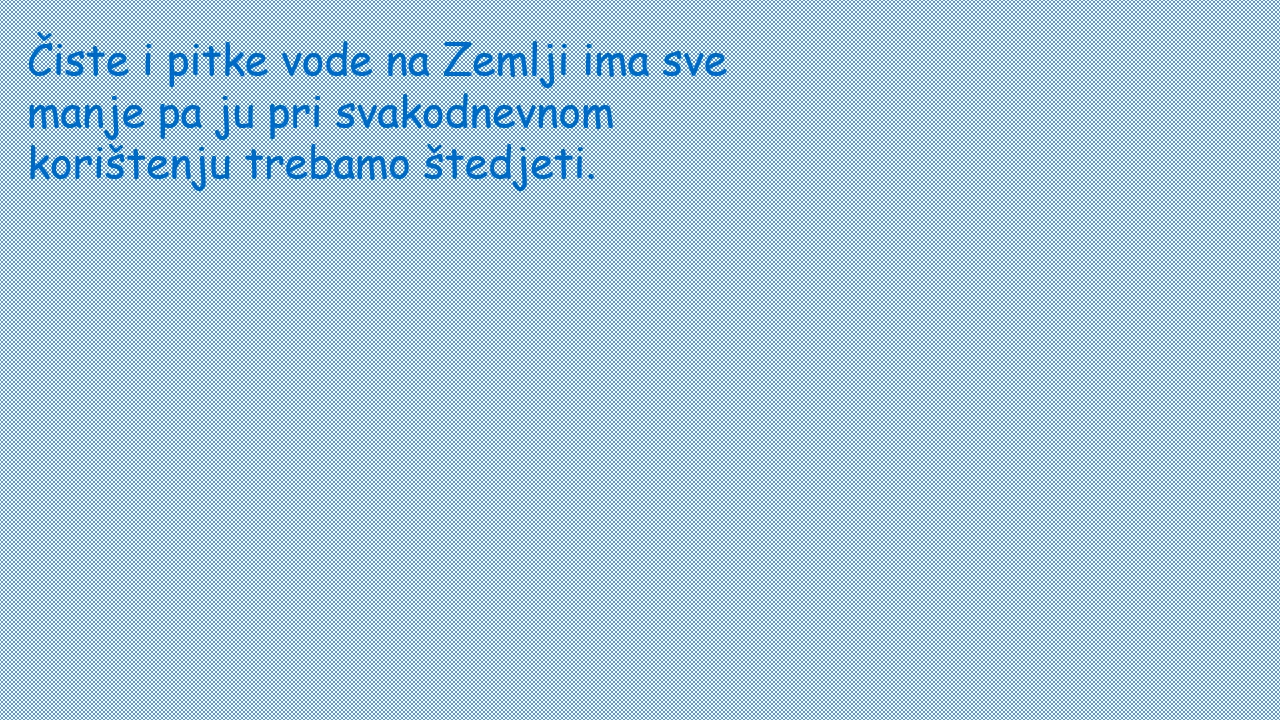 Čiste i pitke vode na Zemlji ima sve
manje pa ju pri svakodnevnom
korištenju trebamo štedjeti.